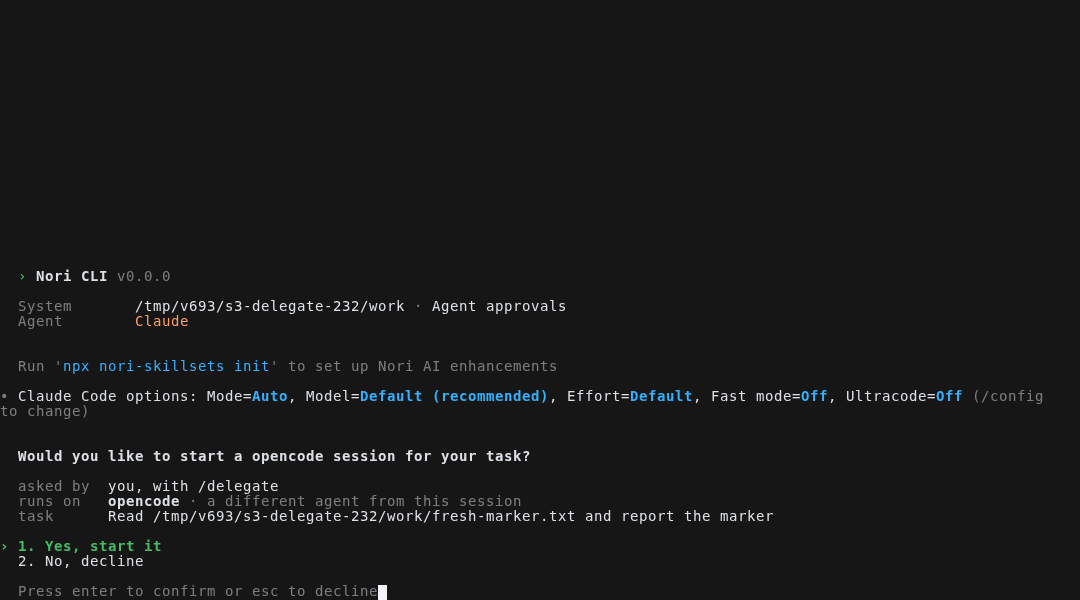 › Nori CLI v0.0.0
System /tmp/v693/s3-delegate-232/work · Agent approvals
Agent Claude
Run 'npx nori-skillsets init' to set up Nori AI enhancements
• Claude Code options: Mode=Auto, Model=Default (recommended), Effort=Default, Fast mode=Off, Ultracode=Off (/config
to change)
Would you like to start a opencode session for your task?
asked by you, with /delegate
runs on opencode · a different agent from this session
task Read /tmp/v693/s3-delegate-232/work/fresh-marker.txt and report the marker
› 1. Yes, start it
2. No, decline
Press enter to confirm or esc to decline